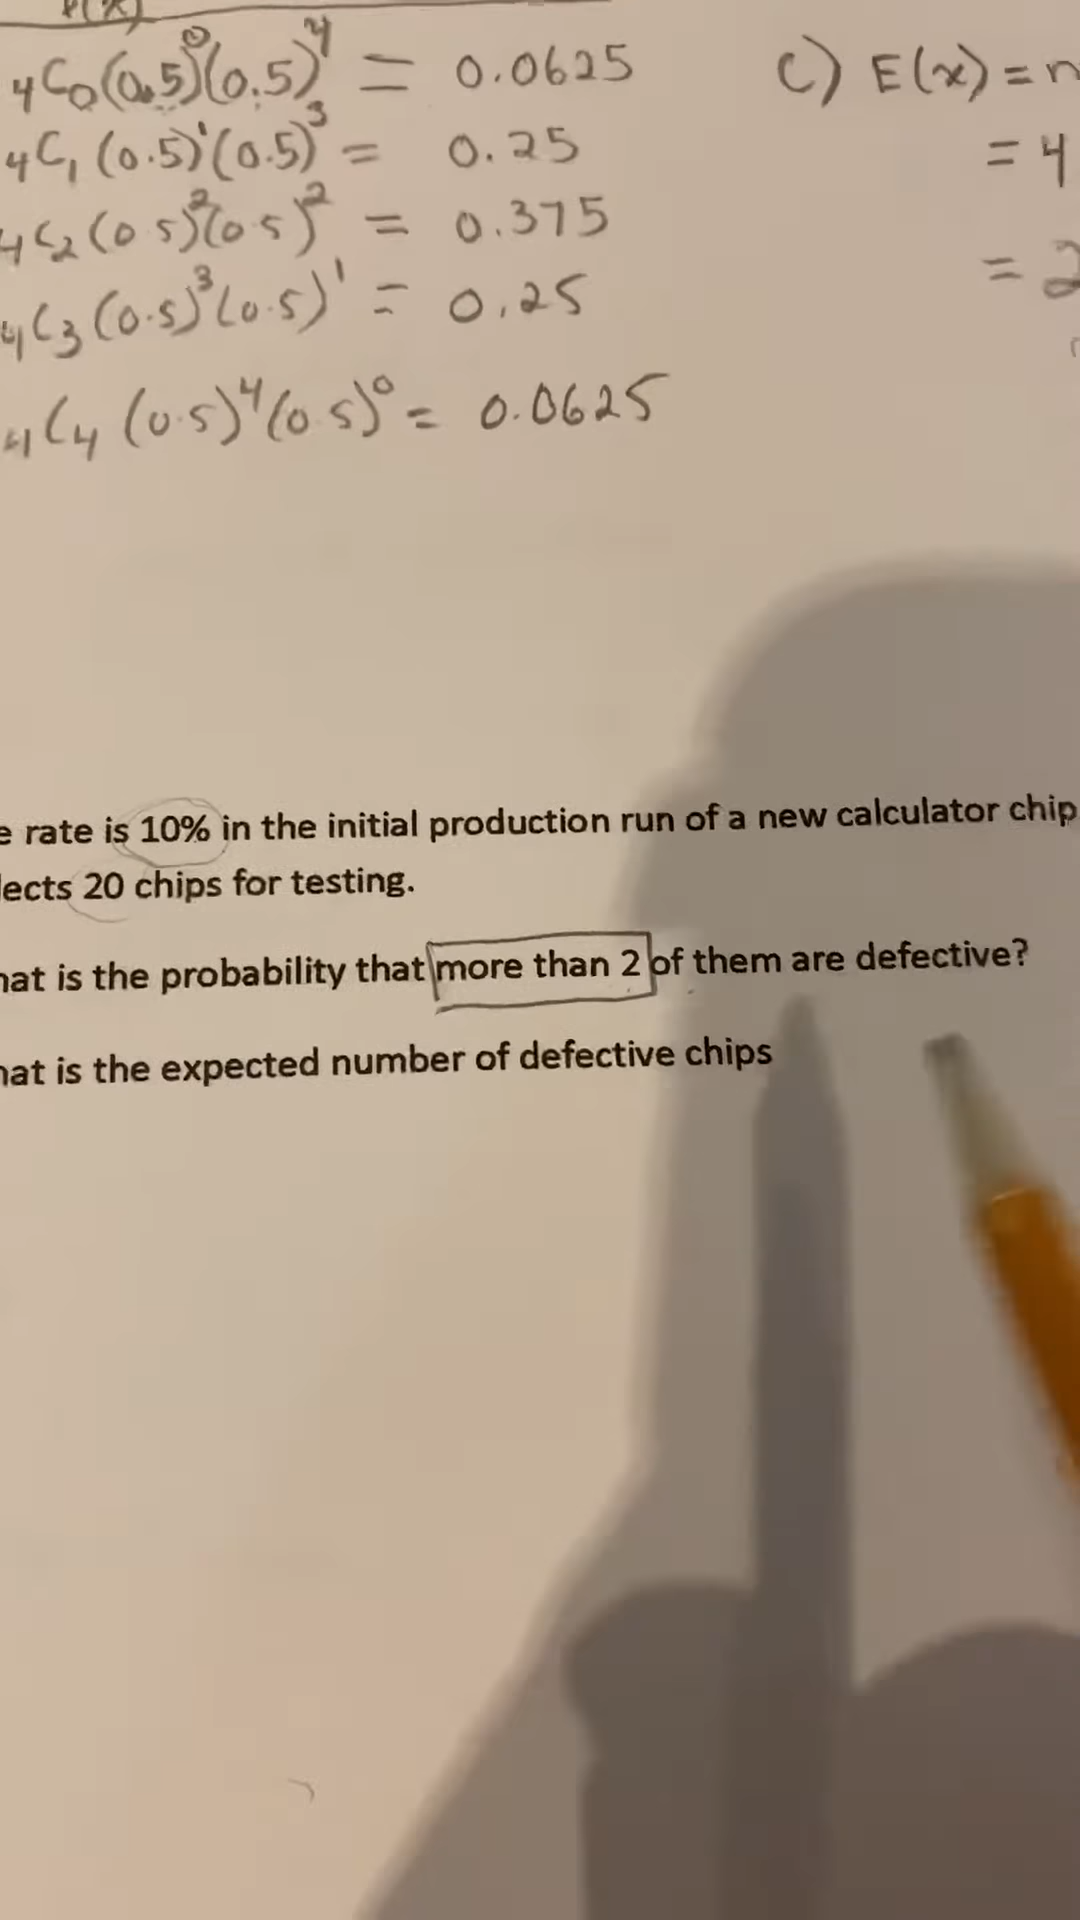 P(x)
4C0(0.5)^0(0.5)^4 = 0.0625
4C1(0.5)^1(0.5)^3 = 0.25
4C2(0.5)^2(0.5)^2 = 0.375
4C3(0.5)^3(0.5)^1 = 0.25
4C4(0.5)^4(0.5)^0 = 0.0625
c) E(x) = n
= 4
= 2
e rate is 10% in the initial production run of a new calculator chip
lects 20 chips for testing.
hat is the probability that more than 2 of them are defective?
hat is the expected number of defective chips